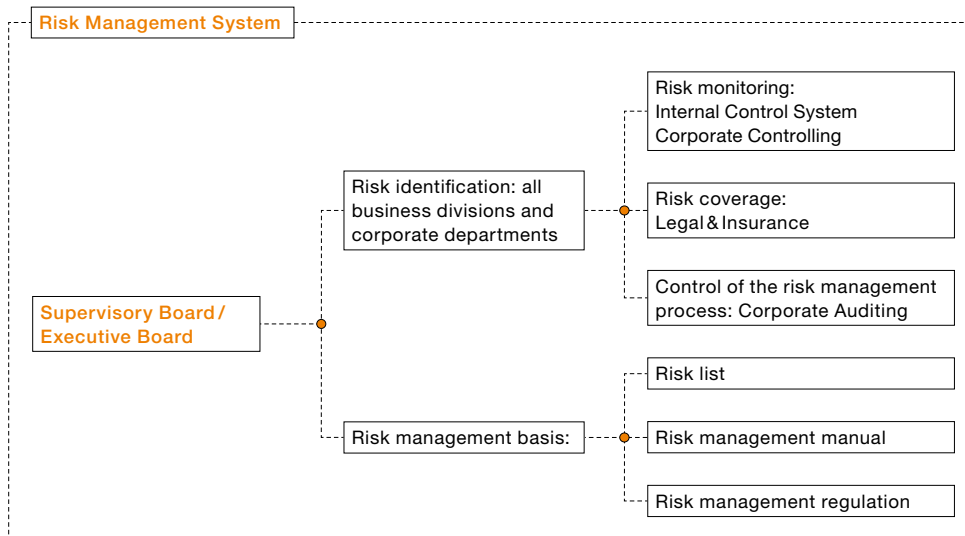 Risk Management System
Risk monitoring:
Internal Control System
Corporate Controlling
Risk identification: all
business divisions and
corporate departments
Risk coverage:
Legal & Insurance
Control of the risk management
process: Corporate Auditing
Supervisory Board /
Executive Board
Risk list
Risk management basis:
Risk management manual
Risk management regulation